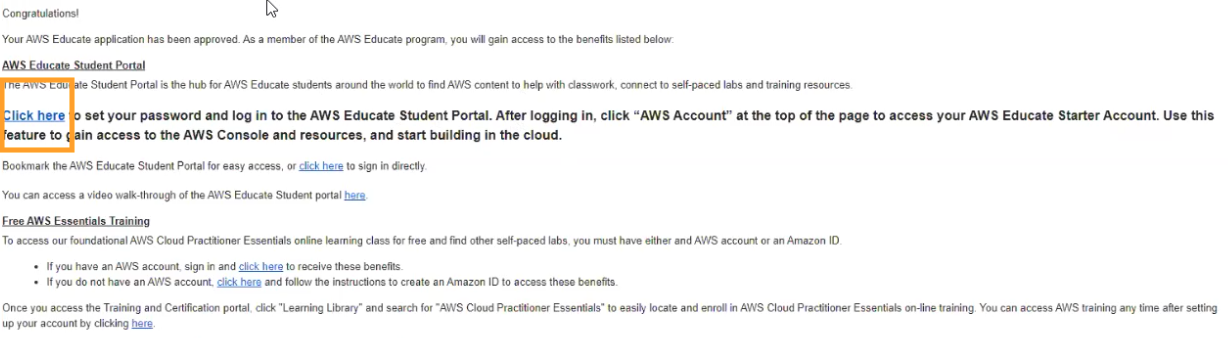 Congratulations!
Your AWS Educate application has been approved. As a member of the AWS Educate program, you will gain access to the benefits listed below:
AWS Educate Student Portal
The AWS Educate Student Portal is the hub for AWS Educate students around the world to find AWS content to help with classwork, connect to self-paced labs and training resources.
Click here to set your password and log in to the AWS Educate Student Portal. After logging in, click “AWS Account” at the top of the page to access your AWS Educate Starter Account. Use this
feature to gain access to the AWS Console and resources, and start building in the cloud.
Bookmark the AWS Educate Student Portal for easy access, or click here to sign in directly.
You can access a video walk-through of the AWS Educate Student portal here.
Free AWS Essentials Training
To access our foundational AWS Cloud Practitioner Essentials online learning class for free and find other self-paced labs, you must have either and AWS account or an Amazon ID.
• If you have an AWS account, sign in and click here to receive these benefits.
• If you do not have an AWS account, click here and follow the instructions to create an Amazon ID to access these benefits.
Once you access the Training and Certification portal, click "Learning Library" and search for "AWS Cloud Practitioner Essentials" to easily locate and enroll in AWS Cloud Practitioner Essentials on-line training. You can access AWS training any time after setting
up your account by clicking here.